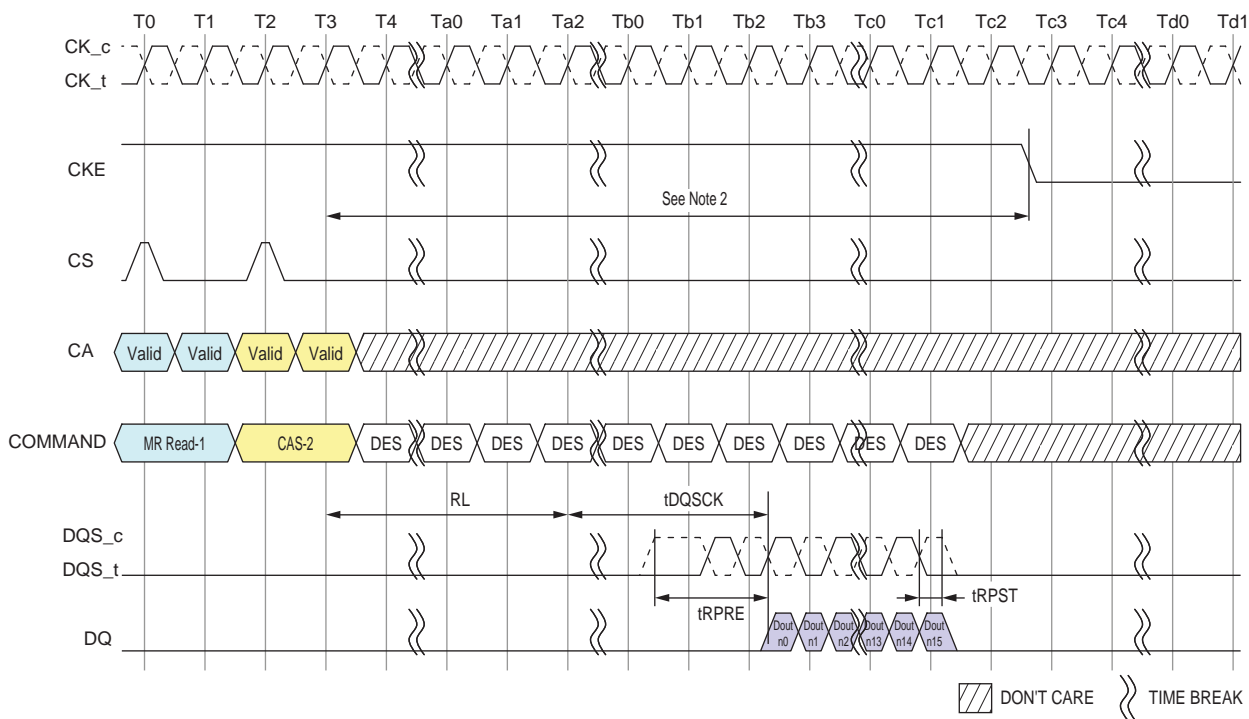 T0 T1 T2 T3 T4 Ta0 Ta1 Ta2 Tb0 Tb1 Tb2 Tb3 Tc0 Tc1 Tc2 Tc3 Tc4 Td0 Td1
CK_c
CK_t
CKE
See Note 2
CS
CA Valid Valid Valid Valid
COMMAND MR Read-1 CAS-2 DES DES DES DES DES DES DES DES DES DES
RL tDQSCK
DQS_c
DQS_t
tRPRE tRPST
DQ Dout n0 Dout n1 Dout n2 Dout n13 Dout n14 Dout n15
DON'T CARE TIME BREAK